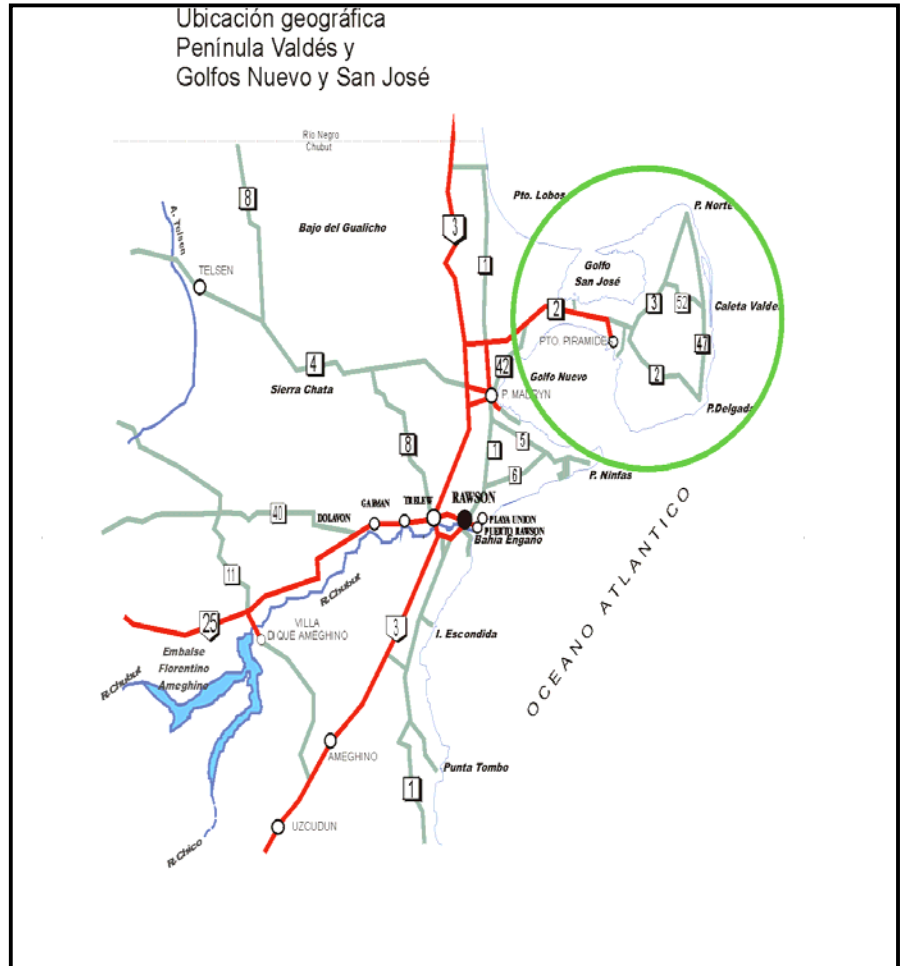 Ubicación geográfica
Penínula Valdés y
Golfos Nuevo y San José
Río Negro
Chubut
8
Pto. Lobos
P. Norte
A. Telsen
Bajo del Gualicho
3
1
Golfo
San José
TELSEN
2
3
52
Caleta Valde
PTO. PIRAMIDES
47
4
42
Golfo Nuevo
2
Sierra Chata
P. MADRYN
P.Delgada
8
1
5
6
P. Ninfas
40
DOLAVON
GAIMAN
TRELEW
RAWSON
PLAYA UNION
PUERTO RAWSON
Bahía Engaño
11
R.Chubut
OCEANO ATLANTICO
25
VILLA
DIQUE AMEGHINO
3
I. Escondida
Embalse
Florentino
Ameghino
R.Chubut
AMEGHINO
Punta Tombo
1
UZCUDUN
R.Chico